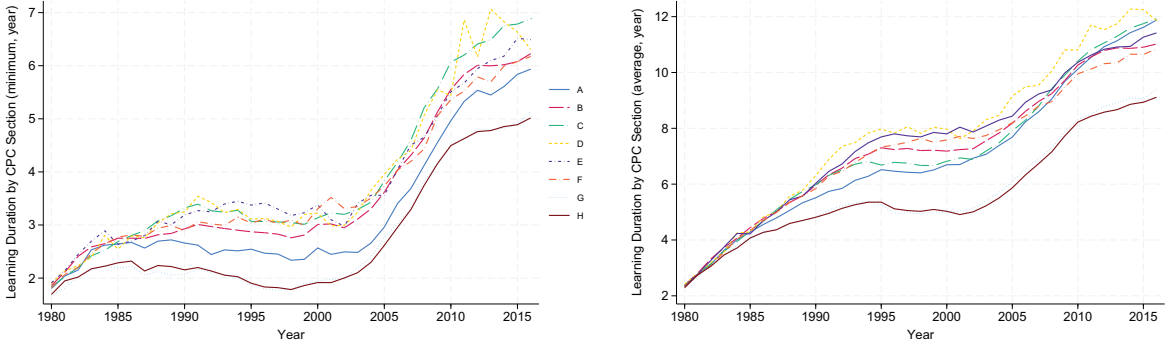 Learning Duration by CPC Section (minimum, year)
7
6
5
4
3
2
1980 1985 1990 1995 2000 2005 2010 2015
Year
A
B
C
D
E
F
G
H
Learning Duration by CPC Section (average, year)
12
10
8
6
4
2
1980 1985 1990 1995 2000 2005 2010 2015
Year